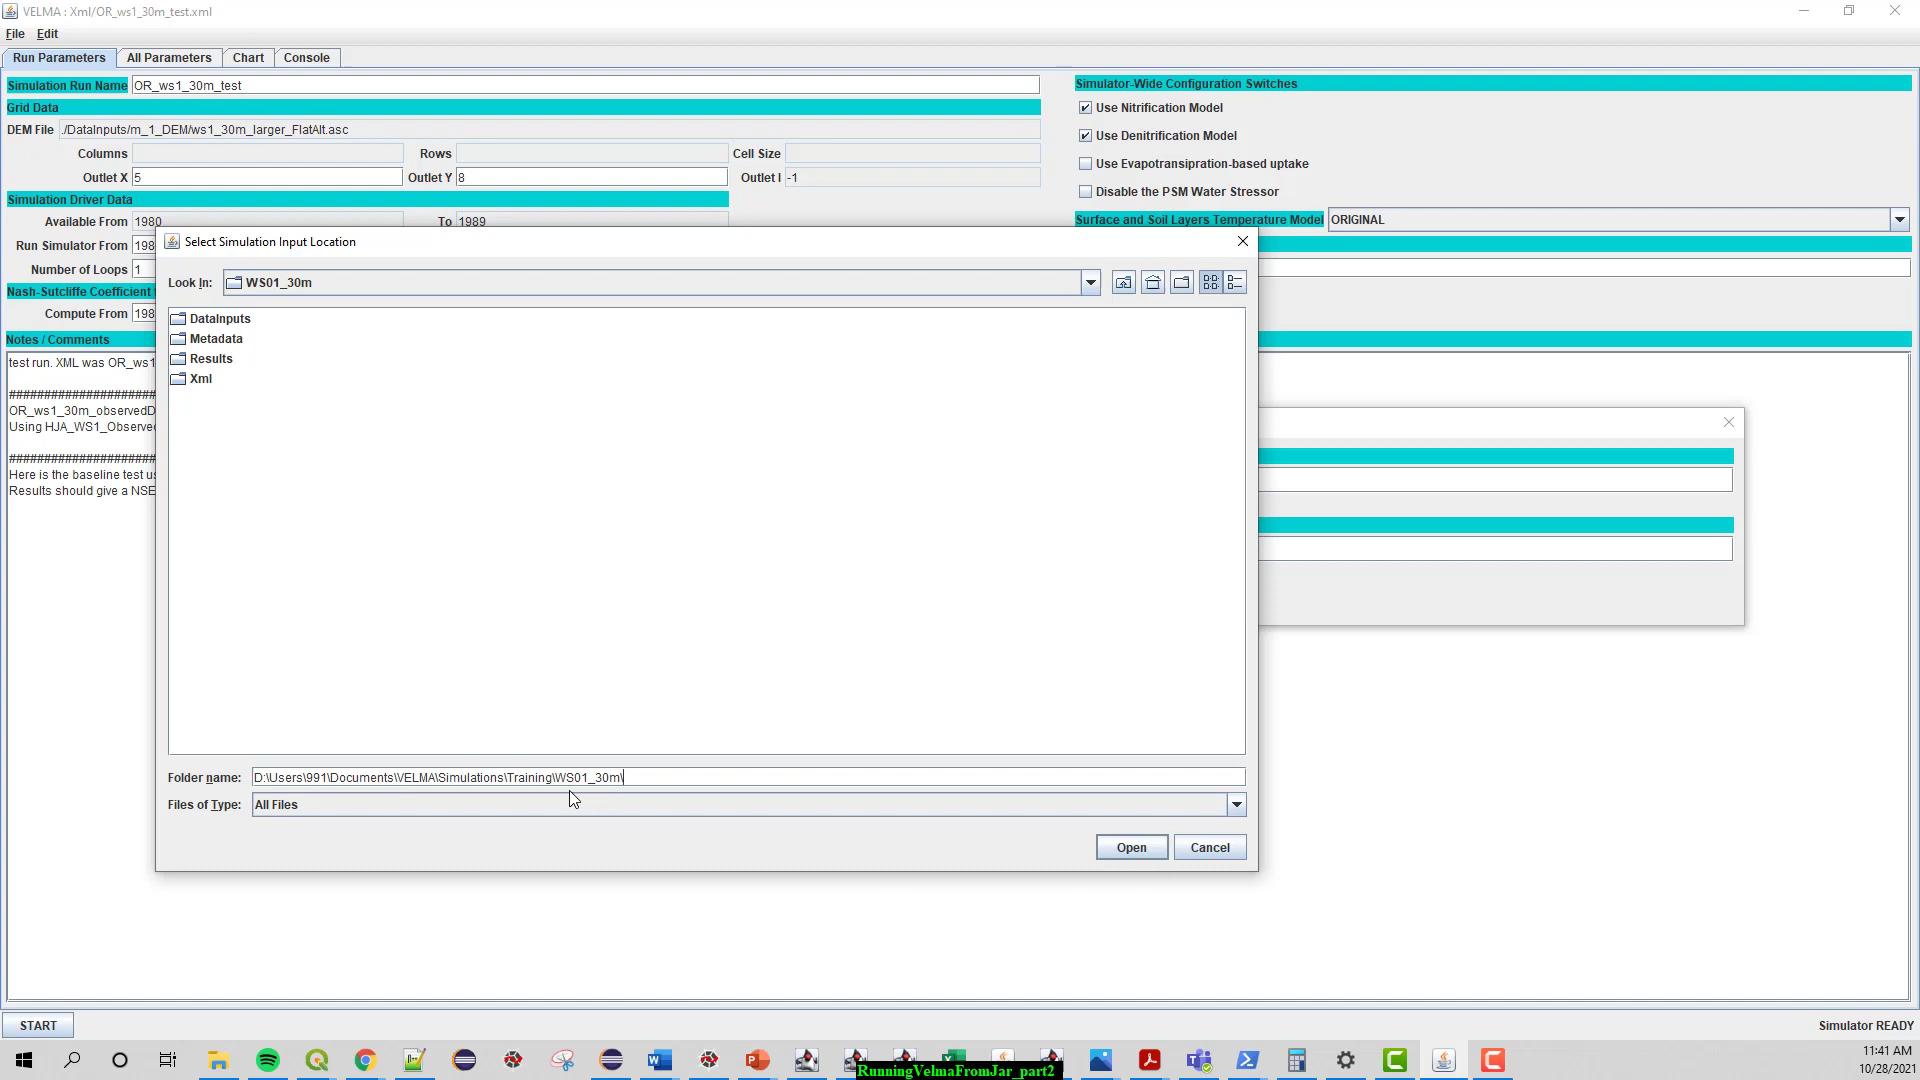 VELMA : Xml/OR_ws1_30m_test.xml
File Edit
Run Parameters All Parameters Chart Console
Simulation Run Name OR_ws1_30m_test
Grid Data
DEM File ./DataInputs/m_1_DEM/ws1_30m_larger_FlatAlt.asc
Columns Rows Cell Size
Outlet X 5 Outlet Y 8 Outlet I -1
Simulation Driver Data
Available From 1980 To 1989
Run Simulator From 198
Number of Loops 1
Nash-Sutcliffe Coefficient
Compute From 198
Notes / Comments
test run. XML was OR_ws1
######################
OR_ws1_30m_observedD
Using HJA_WS1_Observed
######################
Here is the baseline test us
Results should give a NSE
Simulator-Wide Configuration Switches
Use Nitrification Model
Use Denitrification Model
Use Evapotransipration-based uptake
Disable the PSM Water Stressor
Surface and Soil Layers Temperature Model ORIGINAL
Select Simulation Input Location
Look In: WS01_30m
DataInputs
Metadata
Results
Xml
Folder name: D:\Users\991\Documents\VELMA\Simulations\Training\WS01_30m\
Files of Type: All Files
Open Cancel
START Simulator READY
RunningVelmaFromJar_part2
11:41 AM
10/28/2021